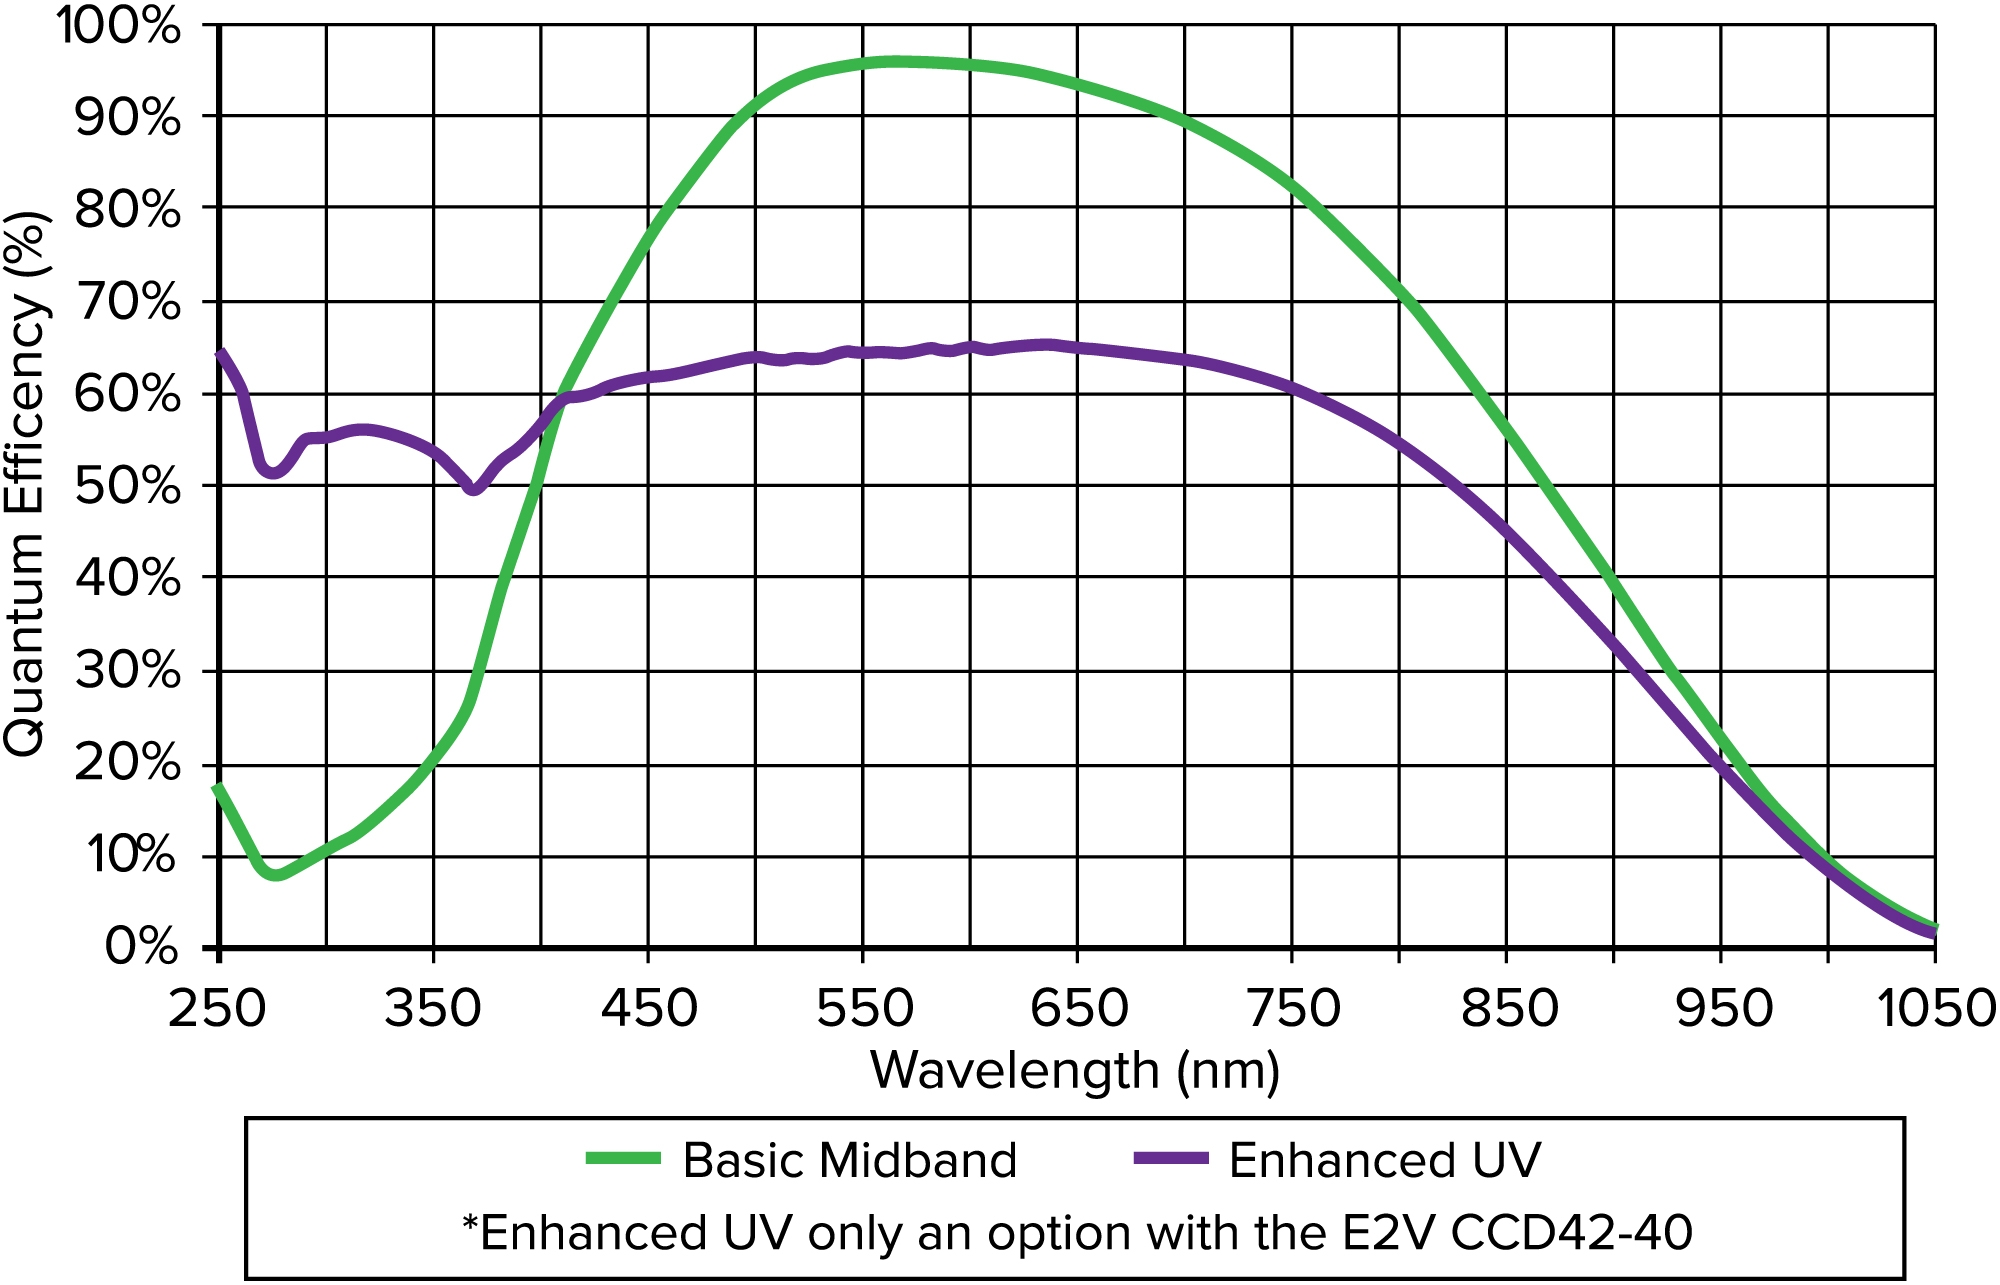 100%
90%
80%
70%
60%
50%
40%
30%
20%
10%
0%
Quantum Efficency (%)
250 350 450 550 650 750 850 950 1050
Wavelength (nm)
Basic Midband Enhanced UV
*Enhanced UV only an option with the E2V CCD42-40